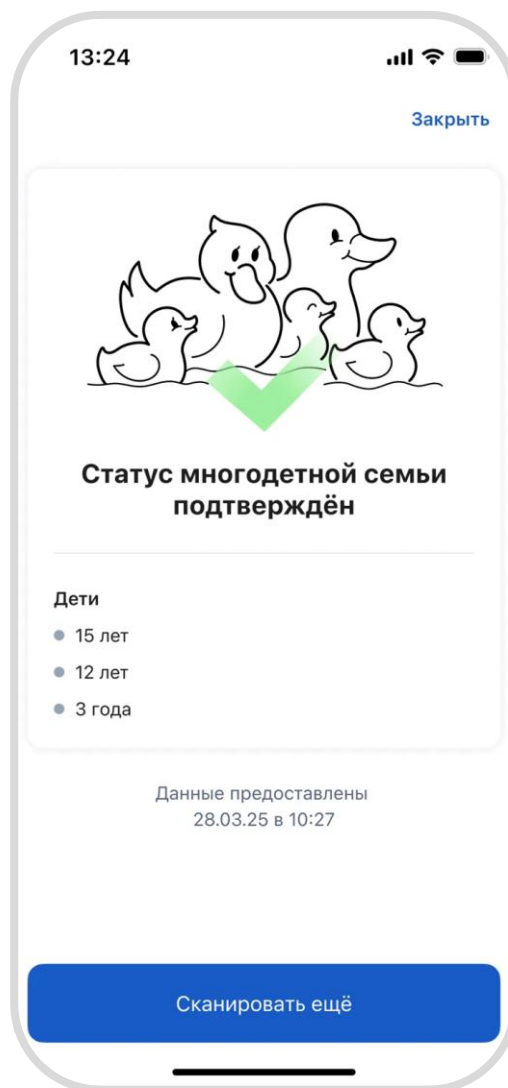 13:24
Закрыть
Статус многодетной семьи
подтверждён
Дети
15 лет
12 лет
3 года
Данные предоставлены
28.03.25 в 10:27
Сканировать ещё